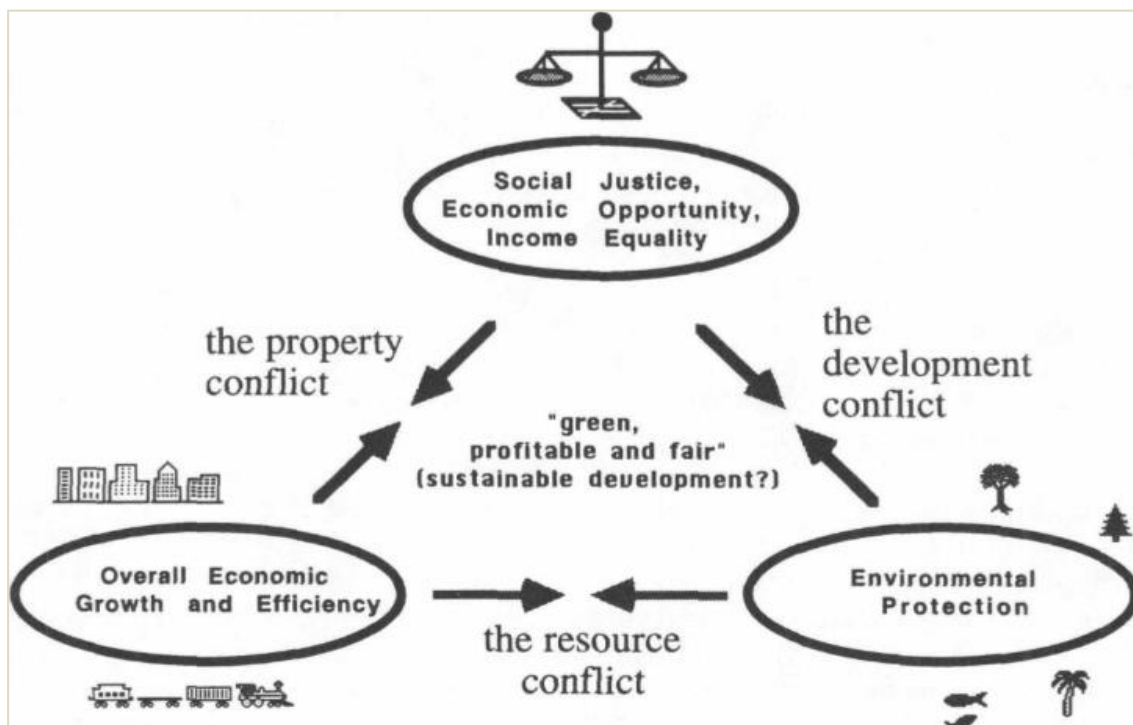 Social Justice,
Economic Opportunity,
Income Equality
the property
conflict
the
development
conflict
"green,
profitable and fair"
(sustainable development?)
Overall Economic
Growth and Efficiency
Environmental
Protection
the resource
conflict